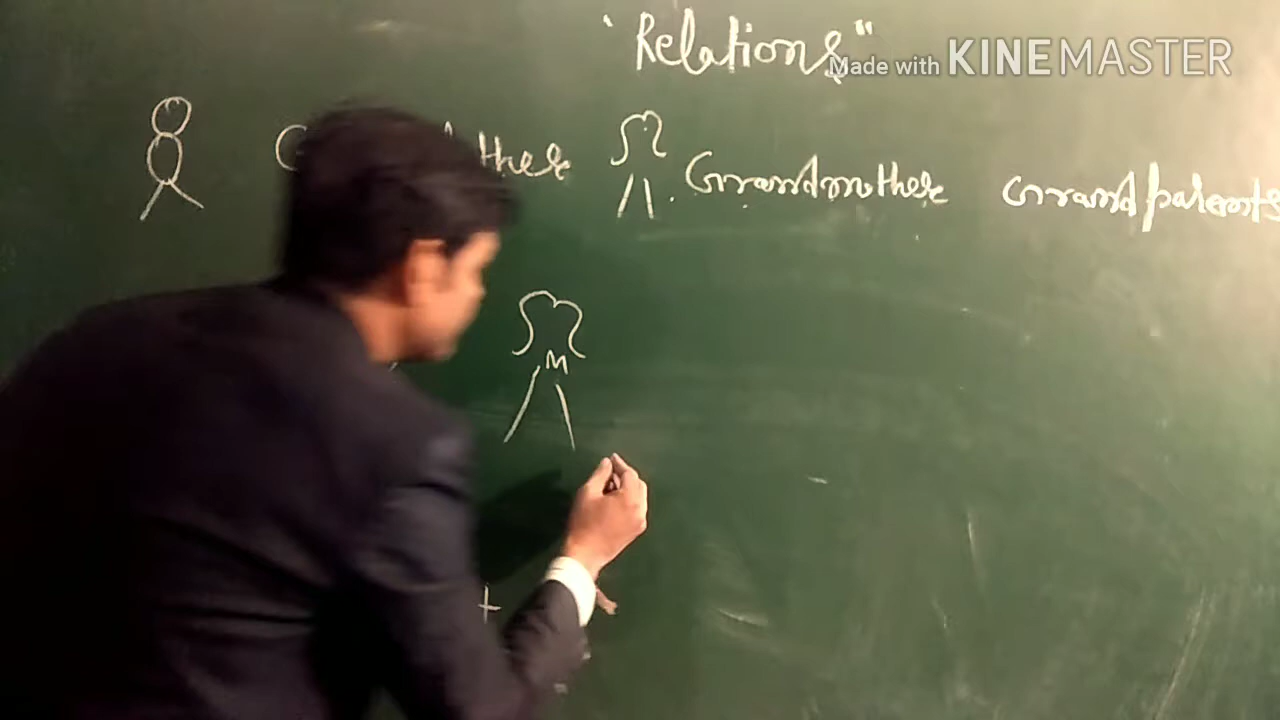 ‘Relations”
Made with KINEMASTER
Grandmother Grandparents
M
+